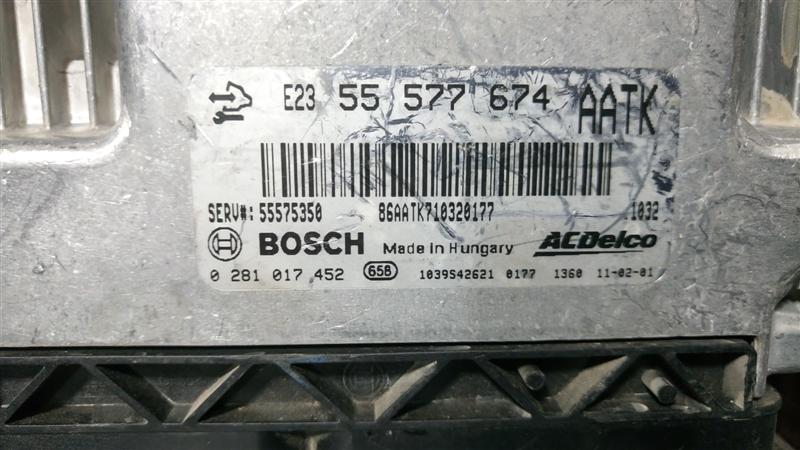 E23 55 577 674 AATK
SERV#: 55575350 86AATK710320177 1032
BOSCH Made in Hungary ACDelco
0 281 017 452 658 1039S42621 0177 1360 11-02-01